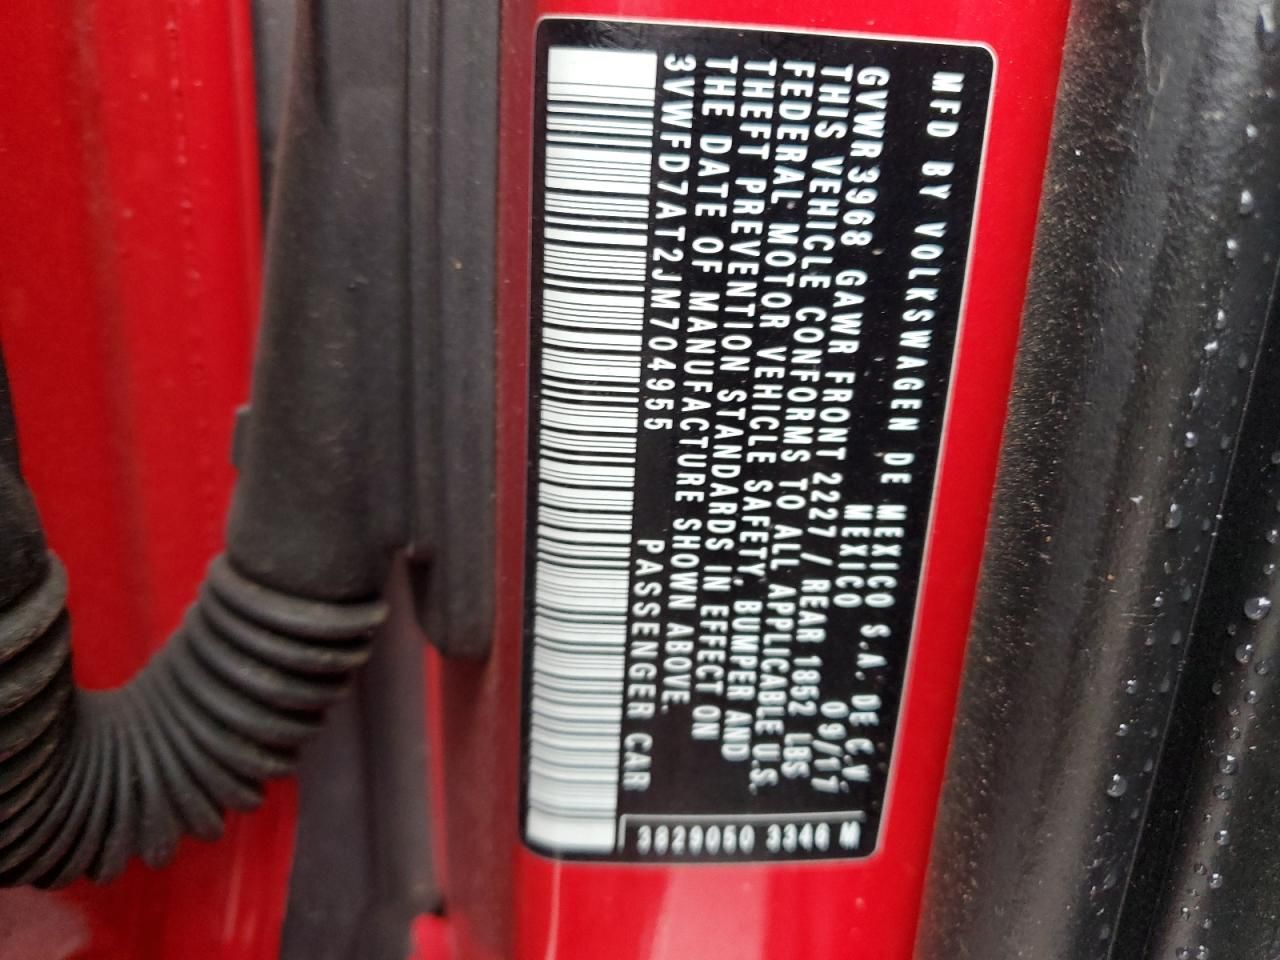 MFD BY VOLKSWAGEN DE MEXICO S.A. DE C.V.
MEXICO 09/17
GVWR 3968 GAWR FRONT 2227 / REAR 1852 LBS
THIS VEHICLE CONFORMS TO ALL APPLICABLE U.S.
FEDERAL MOTOR VEHICLE SAFETY, BUMPER AND
THEFT PREVENTION STANDARDS IN EFFECT ON
THE DATE OF MANUFACTURE SHOWN ABOVE.
3VWFD7AT2JM704955 PASSENGER CAR
3829050 3346 M